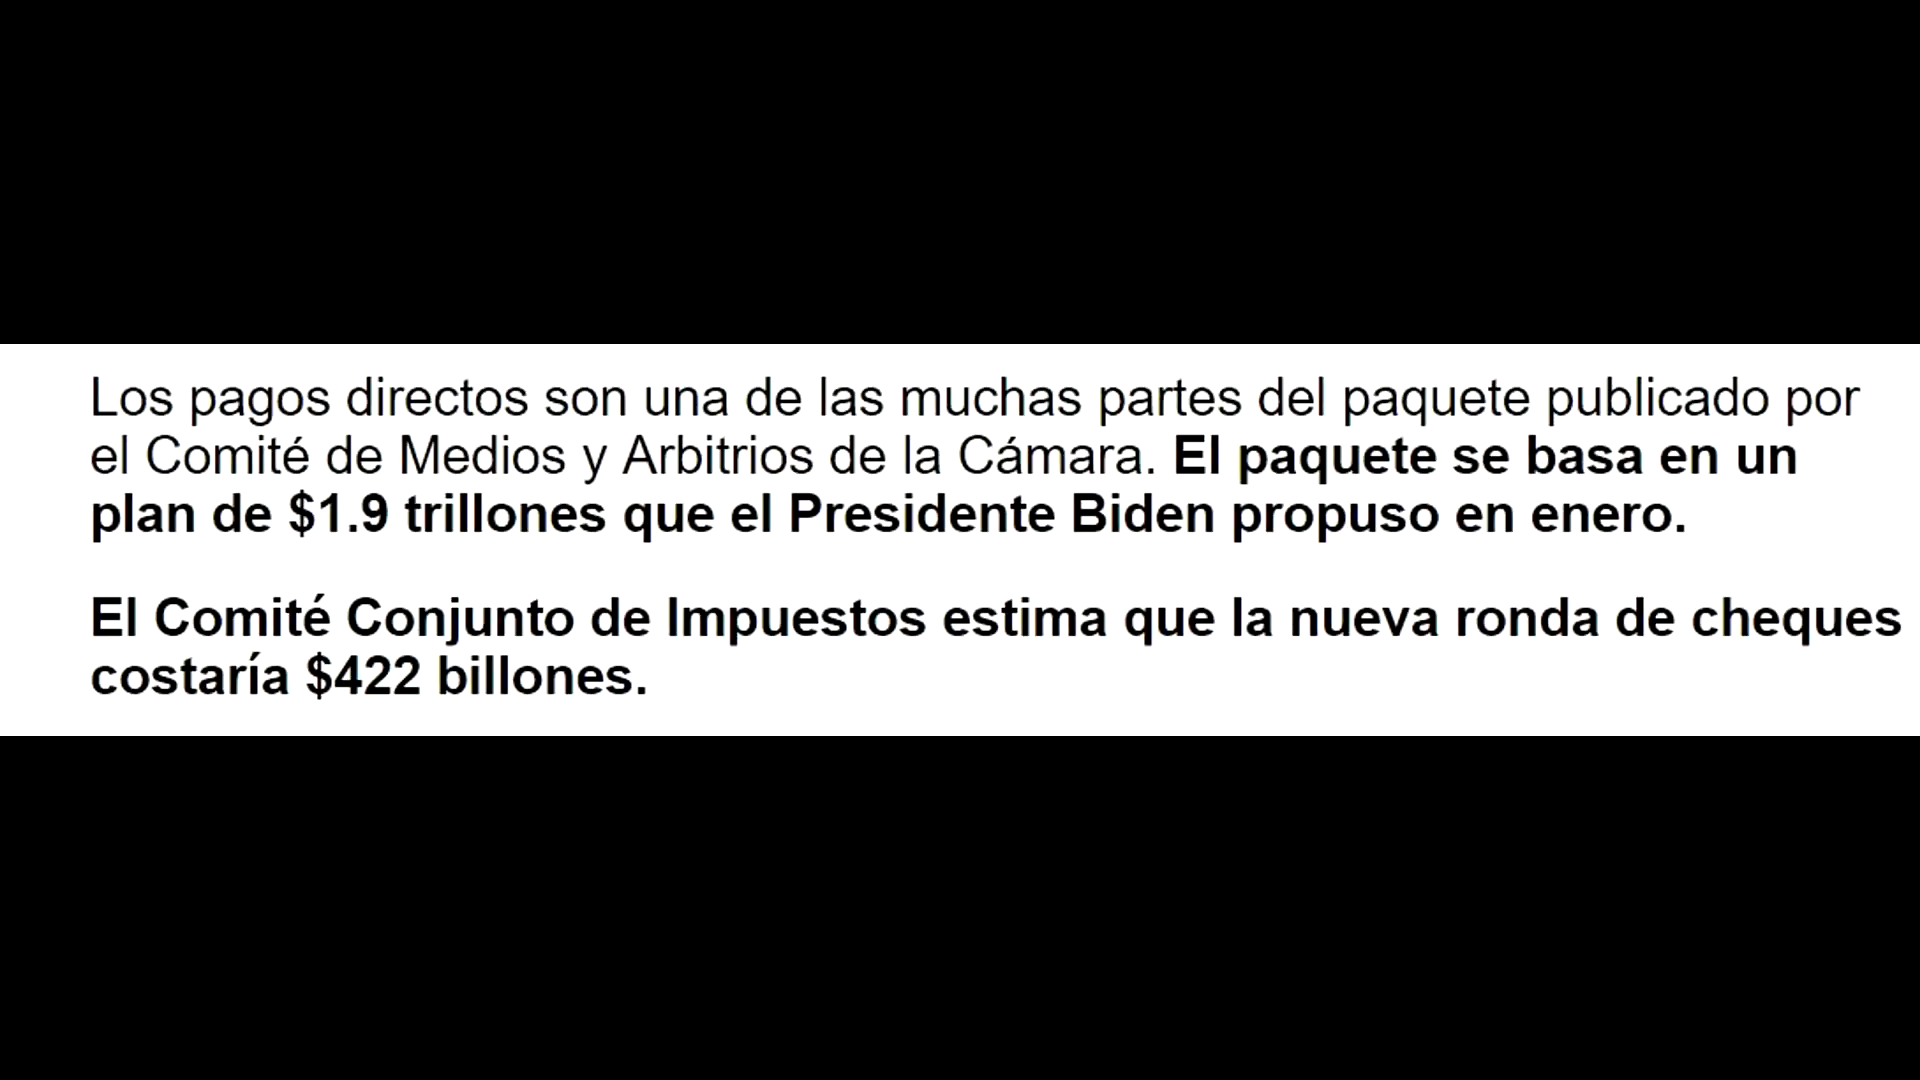 Los pagos directos son una de las muchas partes del paquete publicado por
el Comité de Medios y Arbitrios de la Cámara. El paquete se basa en un
plan de $1.9 trillones que el Presidente Biden propuso en enero.
El Comité Conjunto de Impuestos estima que la nueva ronda de cheques
costaría $422 billones.